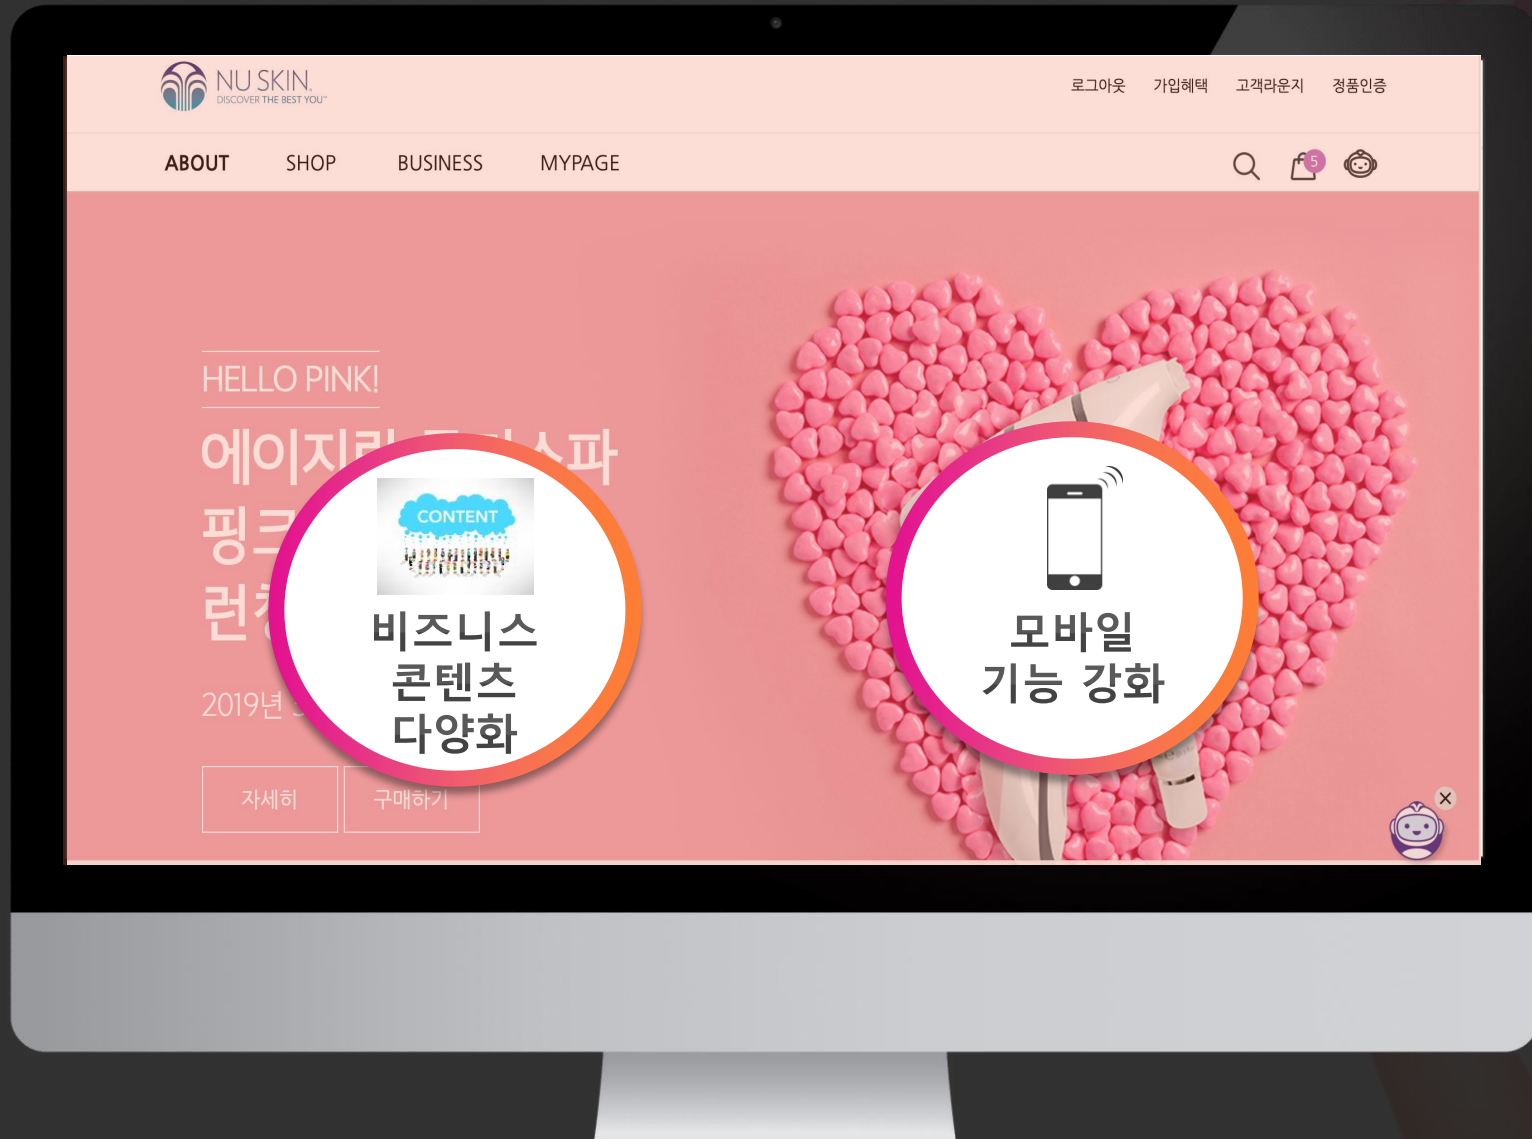 NU SKIN
DISCOVER THE BEST YOU™
로그아웃 가입혜택 고객라운지 정품인증
ABOUT SHOP BUSINESS MYPAGE
5
HELLO PINK!
2019년
CONTENT
비즈니스
콘텐츠
다양화
모바일
기능 강화
자세히 구매하기